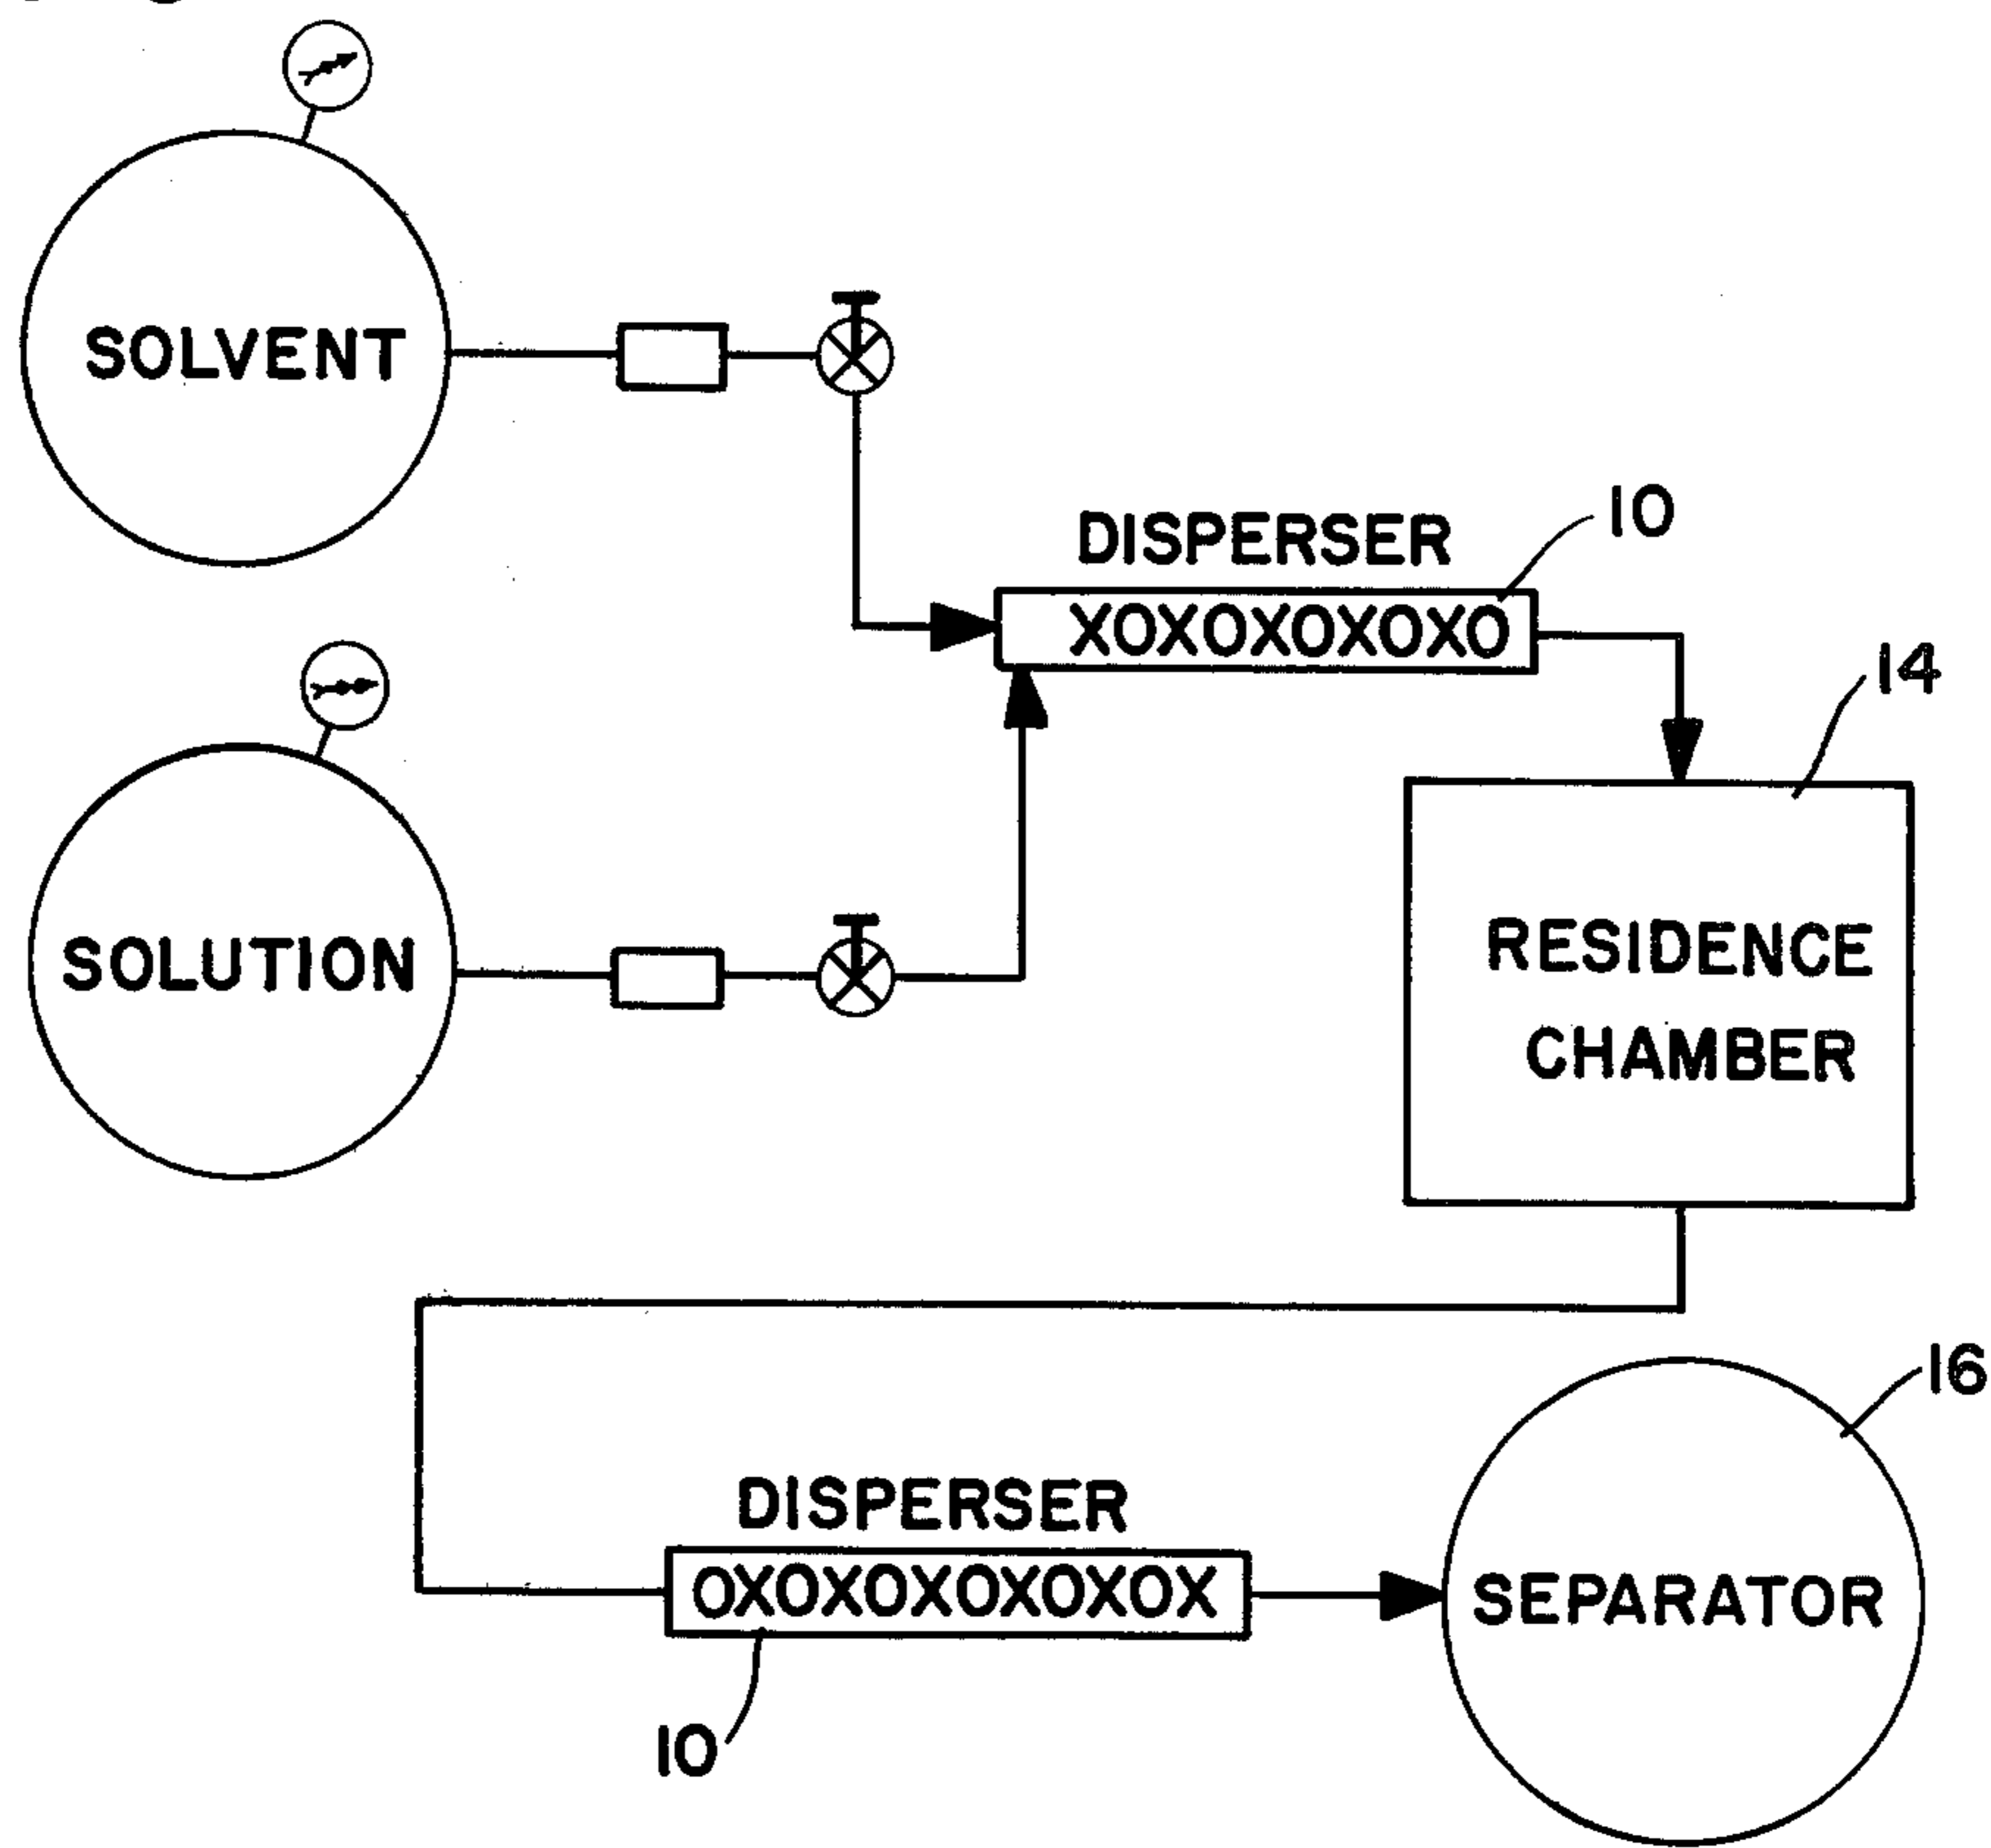 SOLVENT
DISPERSER
10
XOXOXOXOXO
14
SOLUTION
RESIDENCE
CHAMBER
16
DISPERSER
OXOXOXOXOXOX
SEPARATOR
10